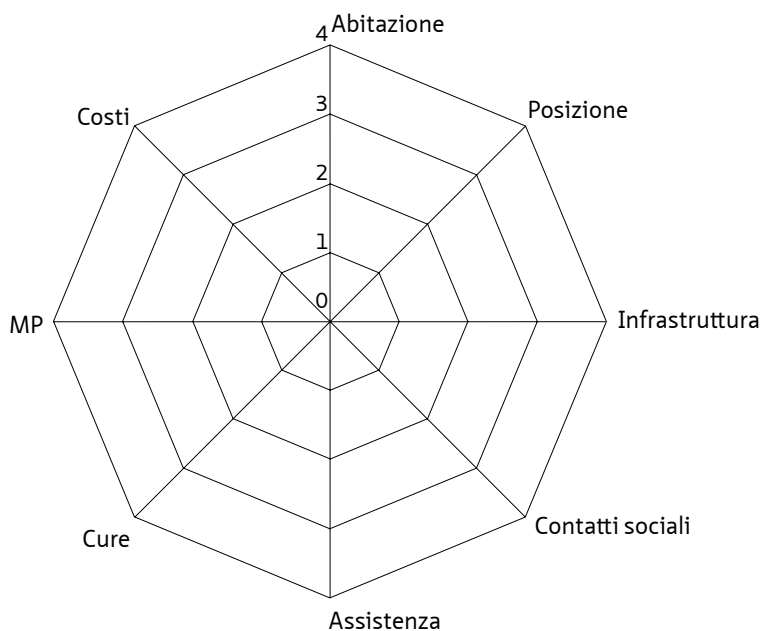 Abitazione
4
3
2
1
0
Posizione
Infrastruttura
Contatti sociali
Assistenza
Cure
MP
Costi